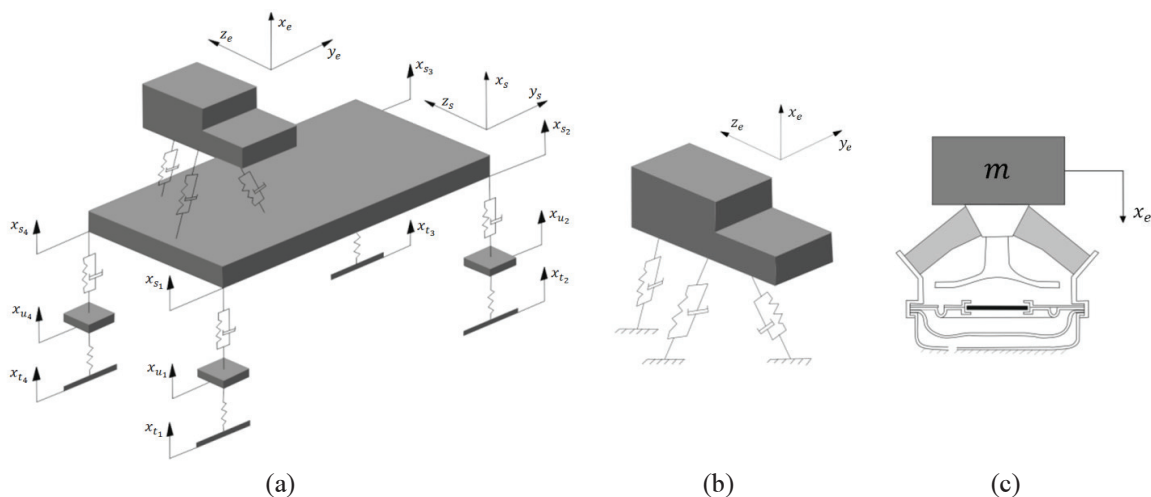 x_e
z_e
y_e
x_{s_3}
x_s
z_s
y_s
x_{s_2}
x_{s_4}
x_{t_3}
x_{u_2}
x_{s_1}
x_{t_2}
x_{u_4}
x_{t_4}
x_{u_1}
x_{t_1}
(a)
x_e
z_e
y_e
(b)
m
x_e
(c)